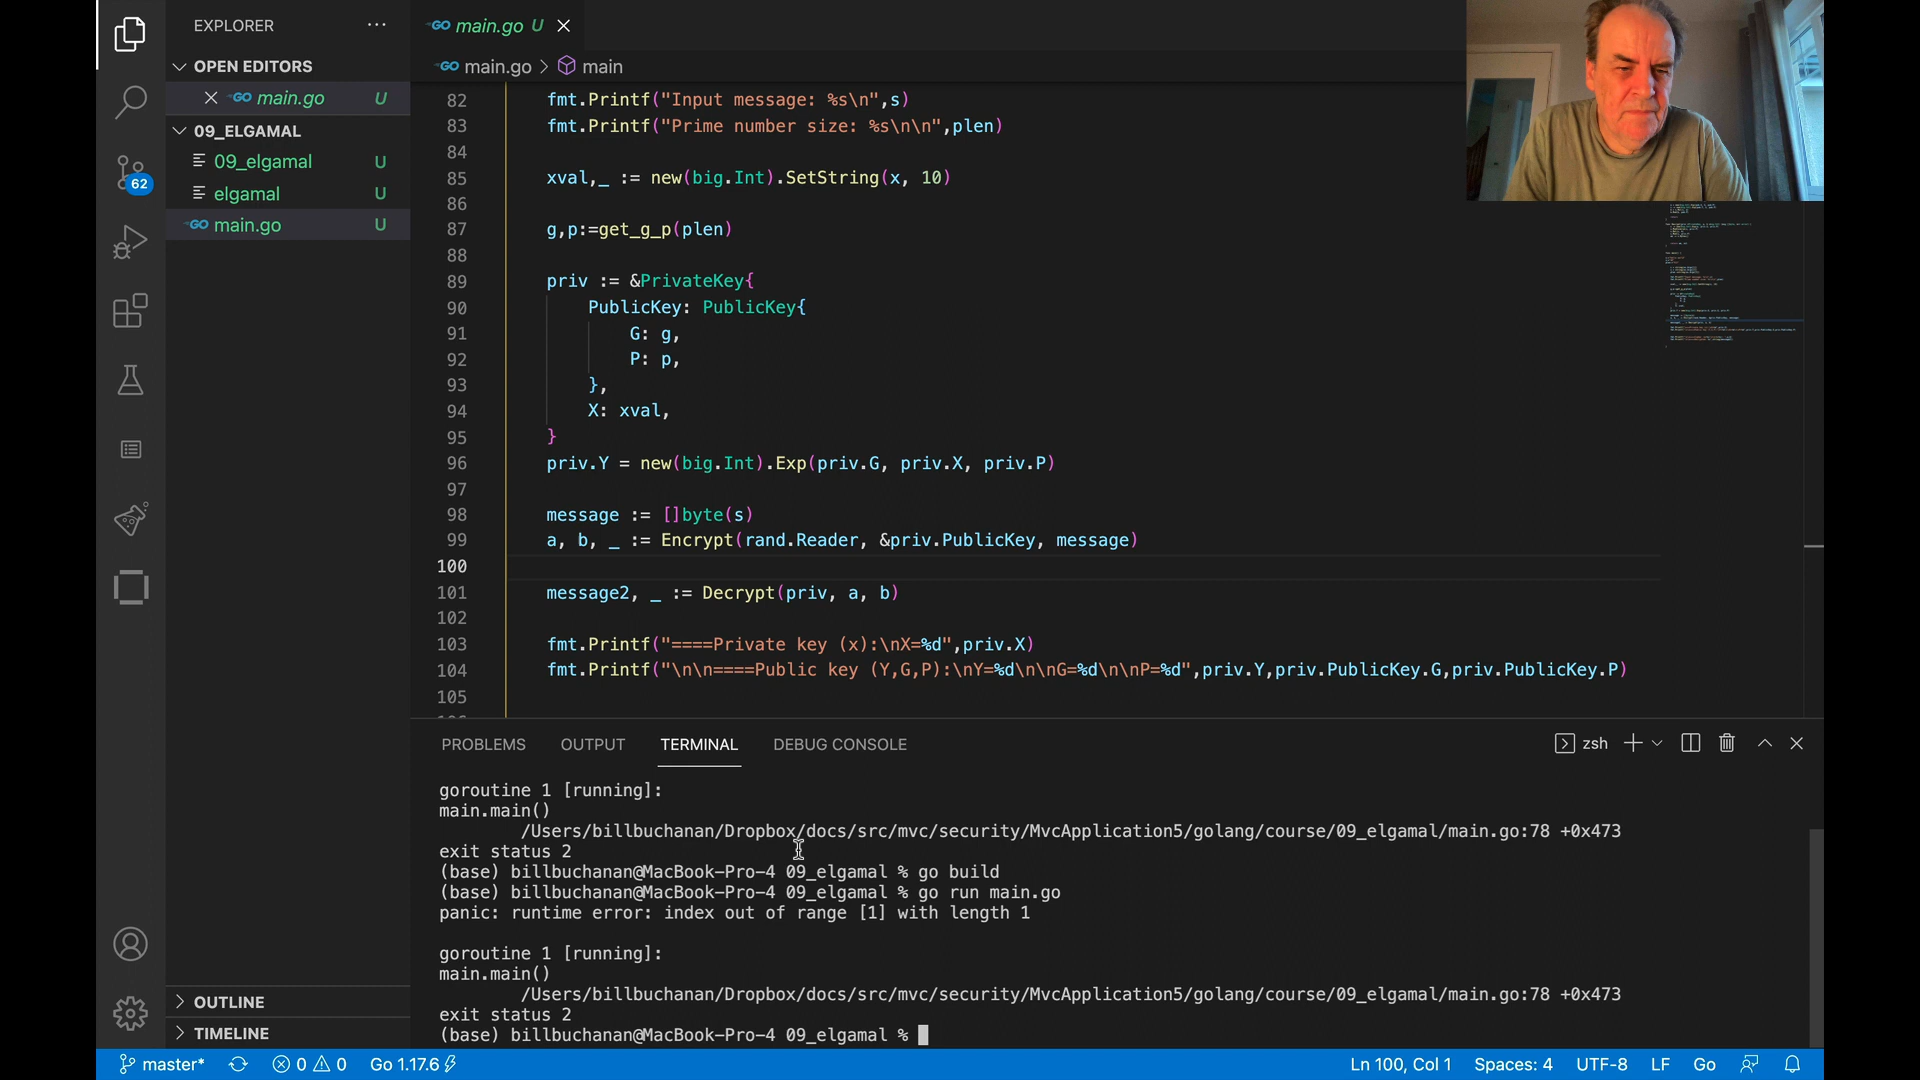 EXPLORER
OPEN EDITORS
main.go U
09_ELGAMAL
09_elgamal U
elgamal U
main.go U
62
OUTLINE
TIMELINE
GO main.go U
GO main.go > main
82 fmt.Printf("Input message: %s\n",s)
83 fmt.Printf("Prime number size: %s\n\n",plen)
84
85 xval,_ := new(big.Int).SetString(x, 10)
86
87 g,p:=get_g_p(plen)
88
89 priv := &PrivateKey{
90 PublicKey: PublicKey{
91 G: g,
92 P: p,
93 },
94 X: xval,
95 }
96 priv.Y = new(big.Int).Exp(priv.G, priv.X, priv.P)
97
98 message := []byte(s)
99 a, b, _ := Encrypt(rand.Reader, &priv.PublicKey, message)
100
101 message2, _ := Decrypt(priv, a, b)
102
103 fmt.Printf("====Private key (x):\nX=%d",priv.X)
104 fmt.Printf("\n\n====Public key (Y,G,P):\nY=%d\n\nG=%d\n\nP=%d",priv.Y,priv.PublicKey.G,priv.PublicKey.P)
105
PROBLEMS OUTPUT TERMINAL DEBUG CONSOLE zsh
goroutine 1 [running]:
main.main()
/Users/billbuchanan/Dropbox/docs/src/mvc/security/MvcApplication5/golang/course/09_elgamal/main.go:78 +0x473
exit status 2
(base) billbuchanan@MacBook-Pro-4 09_elgamal % go build
(base) billbuchanan@MacBook-Pro-4 09_elgamal % go run main.go
panic: runtime error: index out of range [1] with length 1
goroutine 1 [running]:
main.main()
/Users/billbuchanan/Dropbox/docs/src/mvc/security/MvcApplication5/golang/course/09_elgamal/main.go:78 +0x473
exit status 2
(base) billbuchanan@MacBook-Pro-4 09_elgamal %
master* 0 0 Go 1.17.6 Ln 100, Col 1 Spaces: 4 UTF-8 LF Go